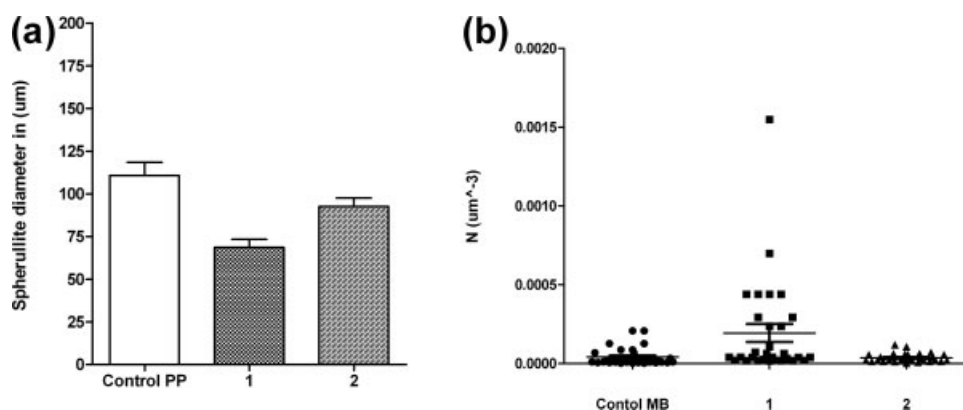 (a)
Spherullite diameter in (um)
200
175
150
125
100
75
50
25
0
Control PP 1 2
(b)
N (um^-3)
0.0020
0.0015
0.0010
0.0005
0.0000
Contol MB 1 2